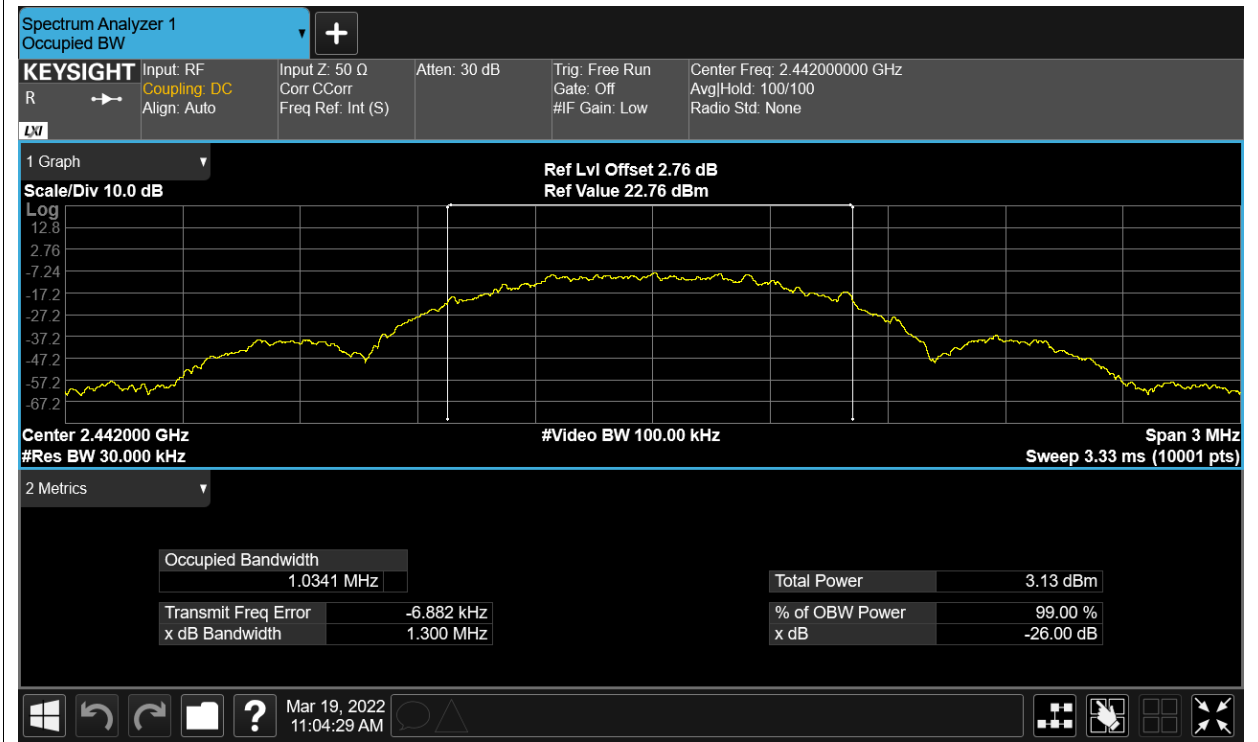 Spectrum Analyzer 1
Occupied BW
KEYSIGHT
R
LXI
Input: RF
Coupling: DC
Align: Auto
Input Z: 50 Ω
Corr CCorr
Freq Ref: Int (S)
Atten: 30 dB
Trig: Free Run
Gate: Off
#IF Gain: Low
Center Freq: 2.442000000 GHz
Avg|Hold: 100/100
Radio Std: None
1 Graph
Scale/Div 10.0 dB
Ref Lvl Offset 2.76 dB
Ref Value 22.76 dBm
Log
12.8
2.76
-7.24
-17.2
-27.2
-37.2
-47.2
-57.2
-67.2
Center 2.442000 GHz
#Res BW 30.000 kHz
#Video BW 100.00 kHz
Span 3 MHz
Sweep 3.33 ms (10001 pts)
2 Metrics
Occupied Bandwidth
1.0341 MHz
Transmit Freq Error -6.882 kHz
x dB Bandwidth 1.300 MHz
Total Power 3.13 dBm
% of OBW Power 99.00 %
x dB -26.00 dB
?
Mar 19, 2022
11:04:29 AM